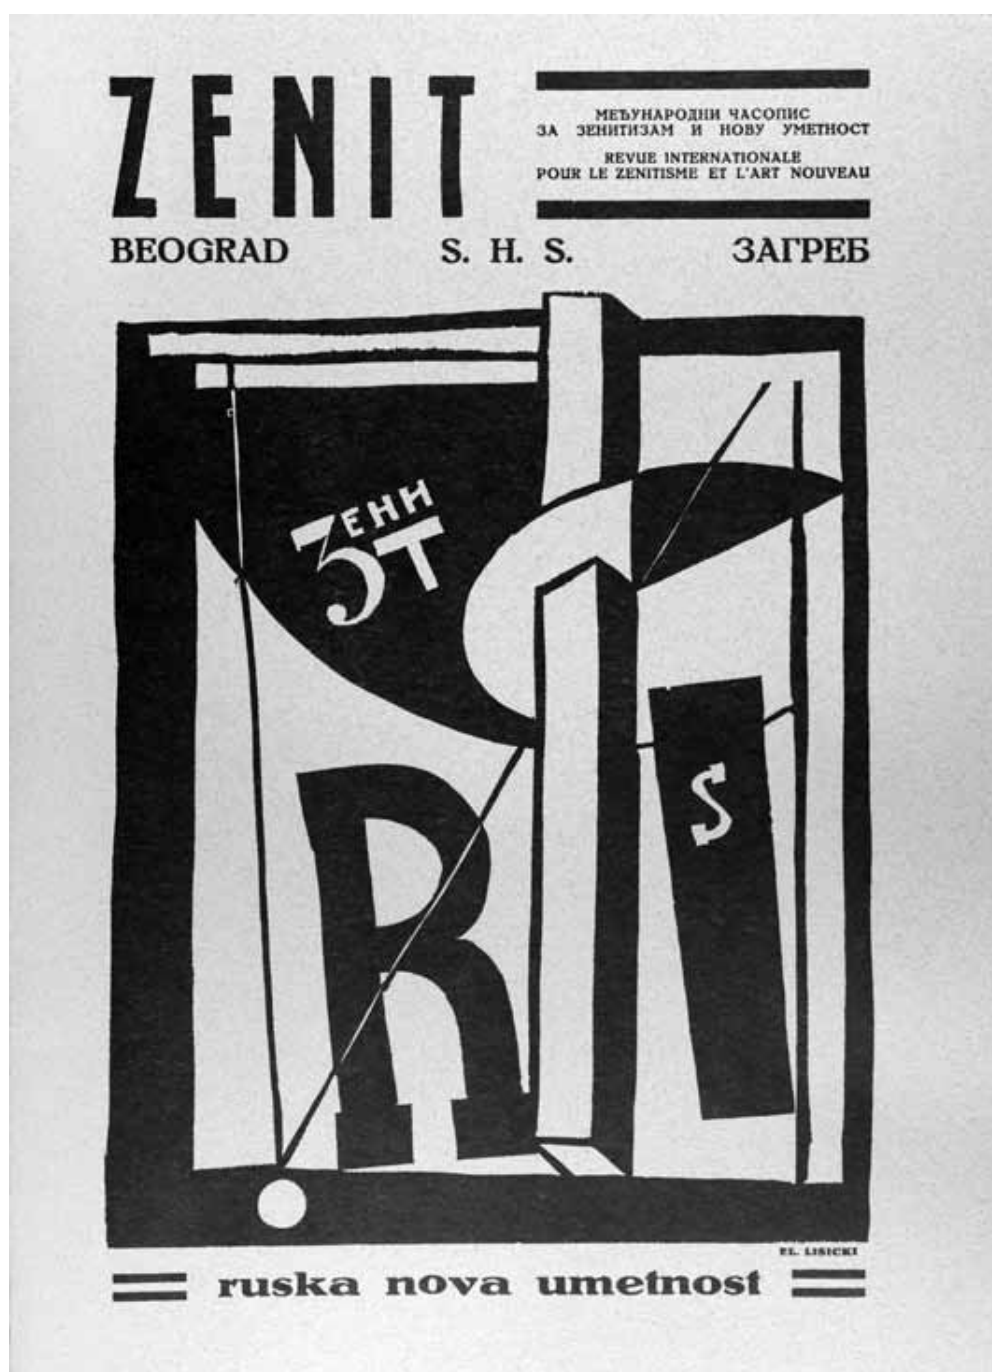 ZENIT
МЕЂУНАРОДНИ ЧАСОПИС
ЗА ЗЕНИТИЗАМ И НОВУ УМЕТНОСТ
REVUE INTERNATIONALE
POUR LE ZENITISME ET L'ART NOUVEAU
BEOGRAD S. H. S. ЗАГРЕБ
ЗЕНИТ
R
S
EL. LISICKI
ruska nova umetnost